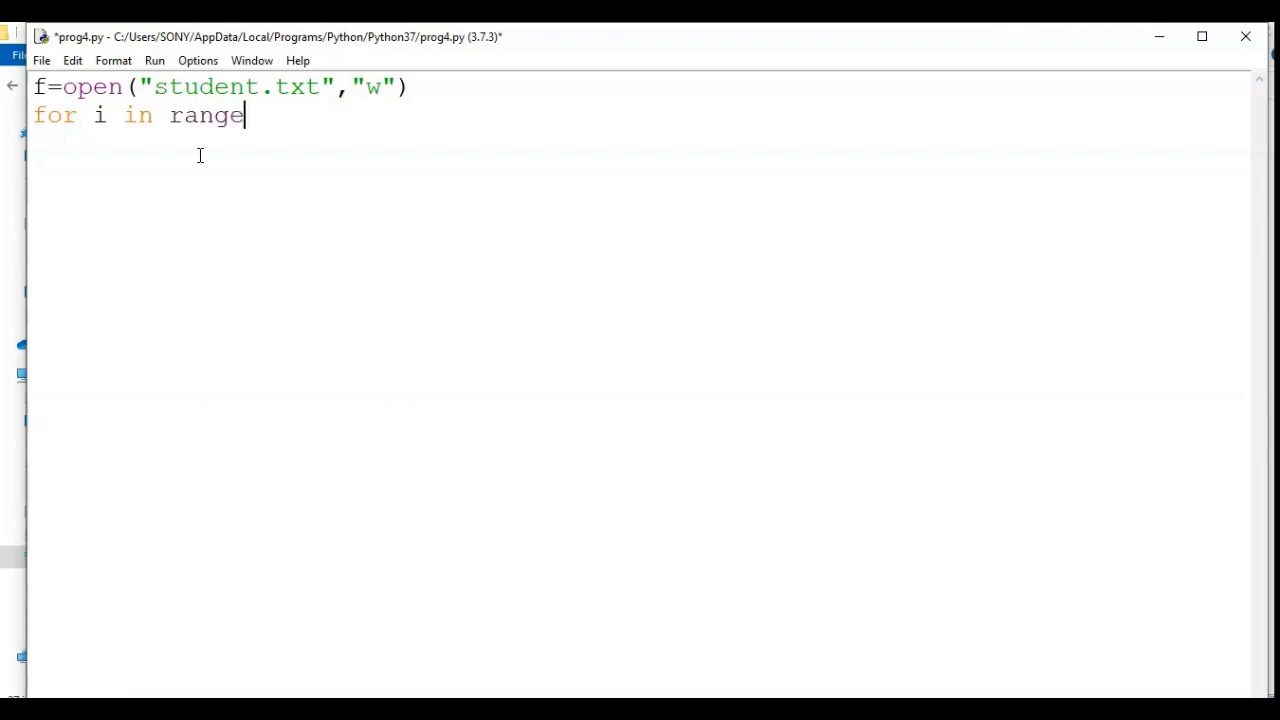 *prog4.py - C:/Users/SONY/AppData/Local/Programs/Python/Python37/prog4.py (3.7.3)*
File Edit Format Run Options Window Help
f=open("student.txt","w")
for i in range